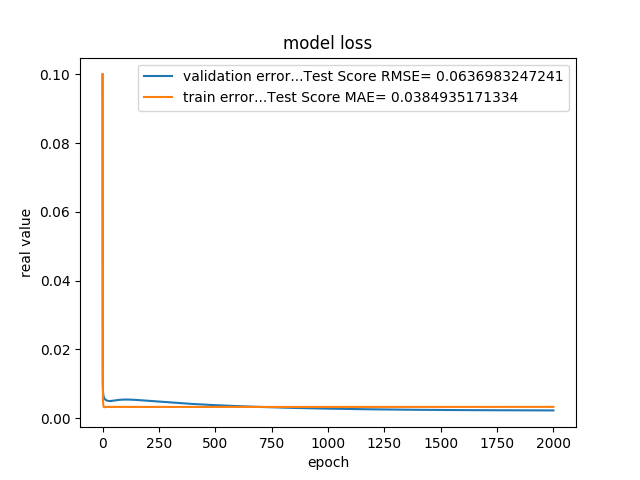 model loss
validation error...Test Score RMSE= 0.0636983247241
train error...Test Score MAE= 0.0384935171334
real value
0.10
0.08
0.06
0.04
0.02
0.00
0 250 500 750 1000 1250 1500 1750 2000
epoch